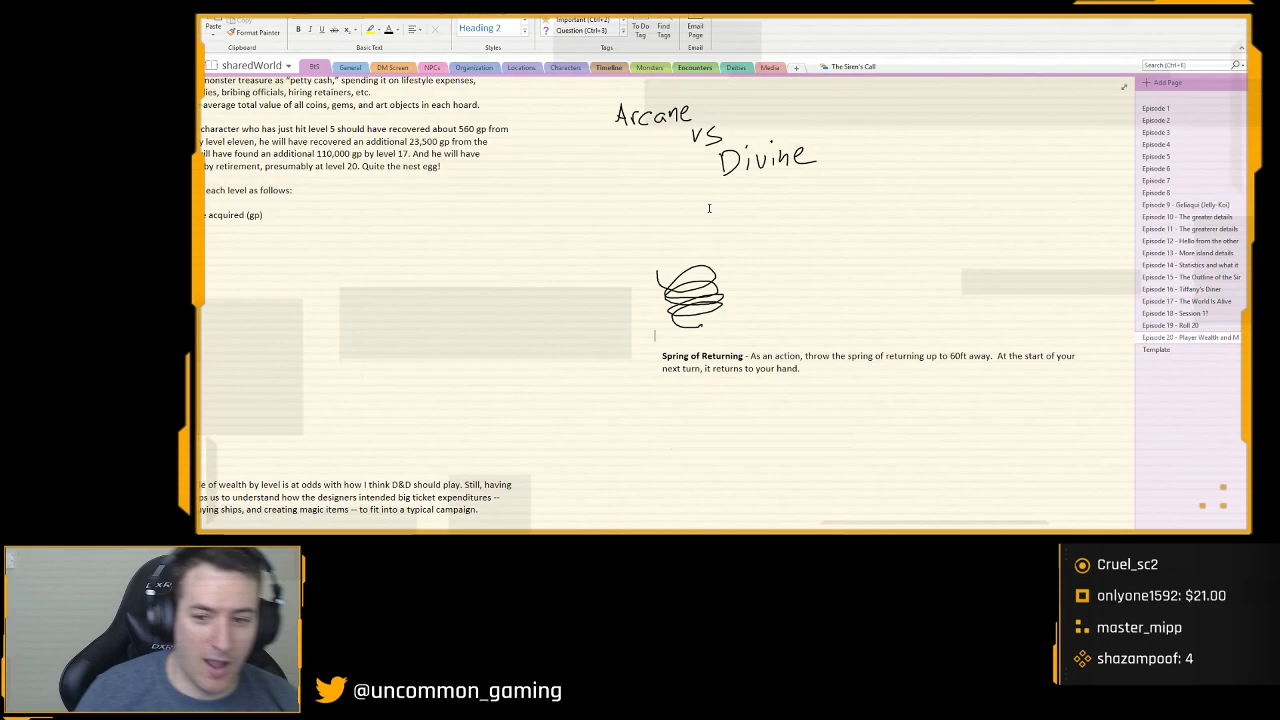 Copy
Paste
Format Painter
Clipboard
B I U abc X A
Basic Text
Heading 2
Styles
Important (Ctrl+2)
? Question (Ctrl+3)
To Do
Tag
Find
Tags
Tags
Email
Page
Email
sharedWorld
BtS
General
DM Screen
NPCs
Organization
Locations
Characters
Timeline
Monsters
Encounters
Deities
Media
+
The Siren's Call
Search (Ctrl+E)
monster treasure as “petty cash,” spending it on lifestyle expenses,
lies, bribing officials, hiring retainers, etc.
average total value of all coins, gems, and art objects in each hoard.
character who has just hit level 5 should have recovered about 560 gp from
y level eleven, he will have recovered an additional 23,500 gp from the
ill have found an additional 110,000 gp by level 17. And he will have
by retirement, presumably at level 20. Quite the nest egg!
each level as follows:
e acquired (gp)
Arcane
vs
Divine
Spring of Returning - As an action, throw the spring of returning up to 60ft away. At the start of your
next turn, it returns to your hand.
le of wealth by level is at odds with how I think D&D should play. Still, having
ps us to understand how the designers intended big ticket expenditures --
uying ships, and creating magic items -- to fit into a typical campaign.
Add Page
Episode 1
Episode 2
Episode 3
Episode 4
Episode 5
Episode 6
Episode 7
Episode 8
Episode 9 - Geliaqui (Jelly-Koi)
Episode 10 - The greater details
Episode 11 - The greaterer details
Episode 12 - Hello from the other
Episode 13 - More island details
Episode 14 - Statistics and what it
Episode 15 - The Outline of the Sir
Episode 16 - Tiffany's Diner
Episode 17 - The World Is Alive
Episode 18 - Session 1?
Episode 19 - Roll 20
Episode 20 - Player Wealth and M
Template
DXR
DXR
@uncommon_gaming
Cruel_sc2
onlyone1592: $21.00
master_mipp
shazampoof: 4